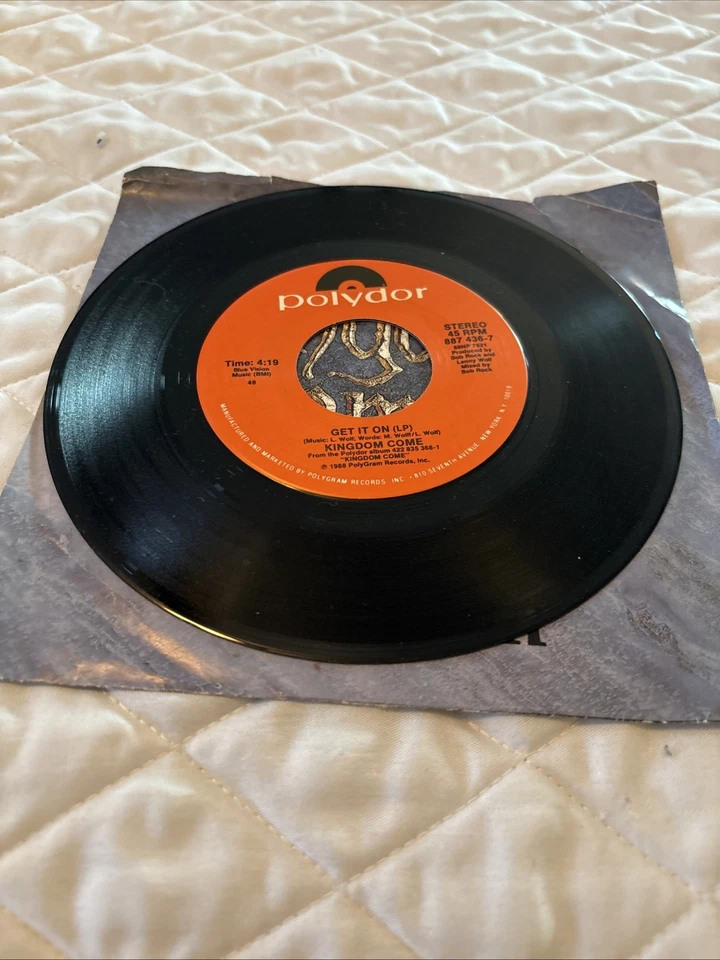 polydor
STEREO
45 RPM
887 436-7
Produced by
Bob Rock and
Lenny Wolf
Mixed by
Bob Rock
Time: 4:19
Blue Vision
Music (BMI)
49
GET IT ON (LP)
(Music: L. Wolf, Words: M. Wolff/L. Wolf)
KINGDOM COME
From the Polydor album 422 835 368-1
"KINGDOM COME"
℗ 1988 PolyGram Records, Inc.
MANUFACTURED AND MARKETED BY POLYGRAM RECORDS, INC. • 810 SEVENTH AVENUE, NEW YORK, N.Y. 10019